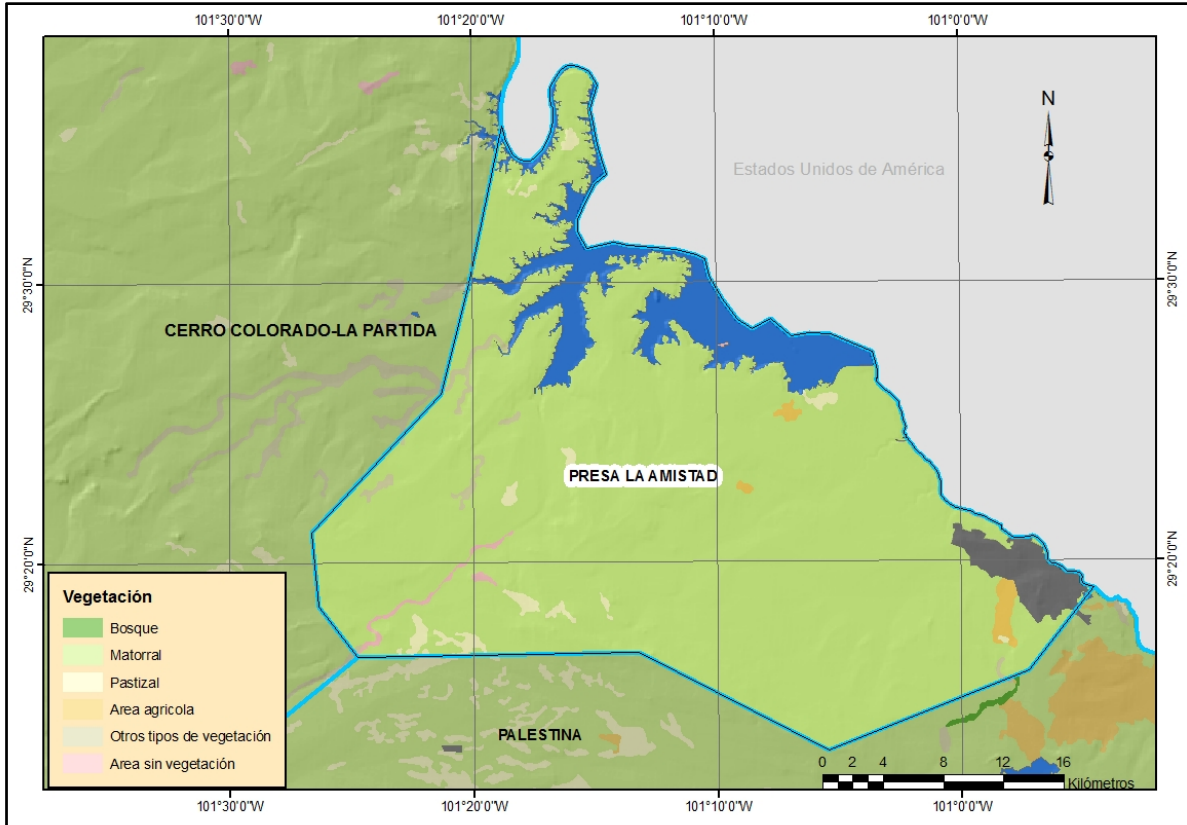 101°30'0"W 101°20'0"W 101°10'0"W 101°0'0"W
N
Estados Unidos de América
29°30'0"N 29°30'0"N
CERRO COLORADO-LA PARTIDA
PRESA LA AMISTAD
29°20'0"N 29°20'0"N
Vegetación
Bosque
Matorral
Pastizal
Area agricola
Otros tipos de vegetación
Area sin vegetación
PALESTINA
0 2 4 8 12 16
Kilómetros
101°30'0"W 101°20'0"W 101°10'0"W 101°0'0"W